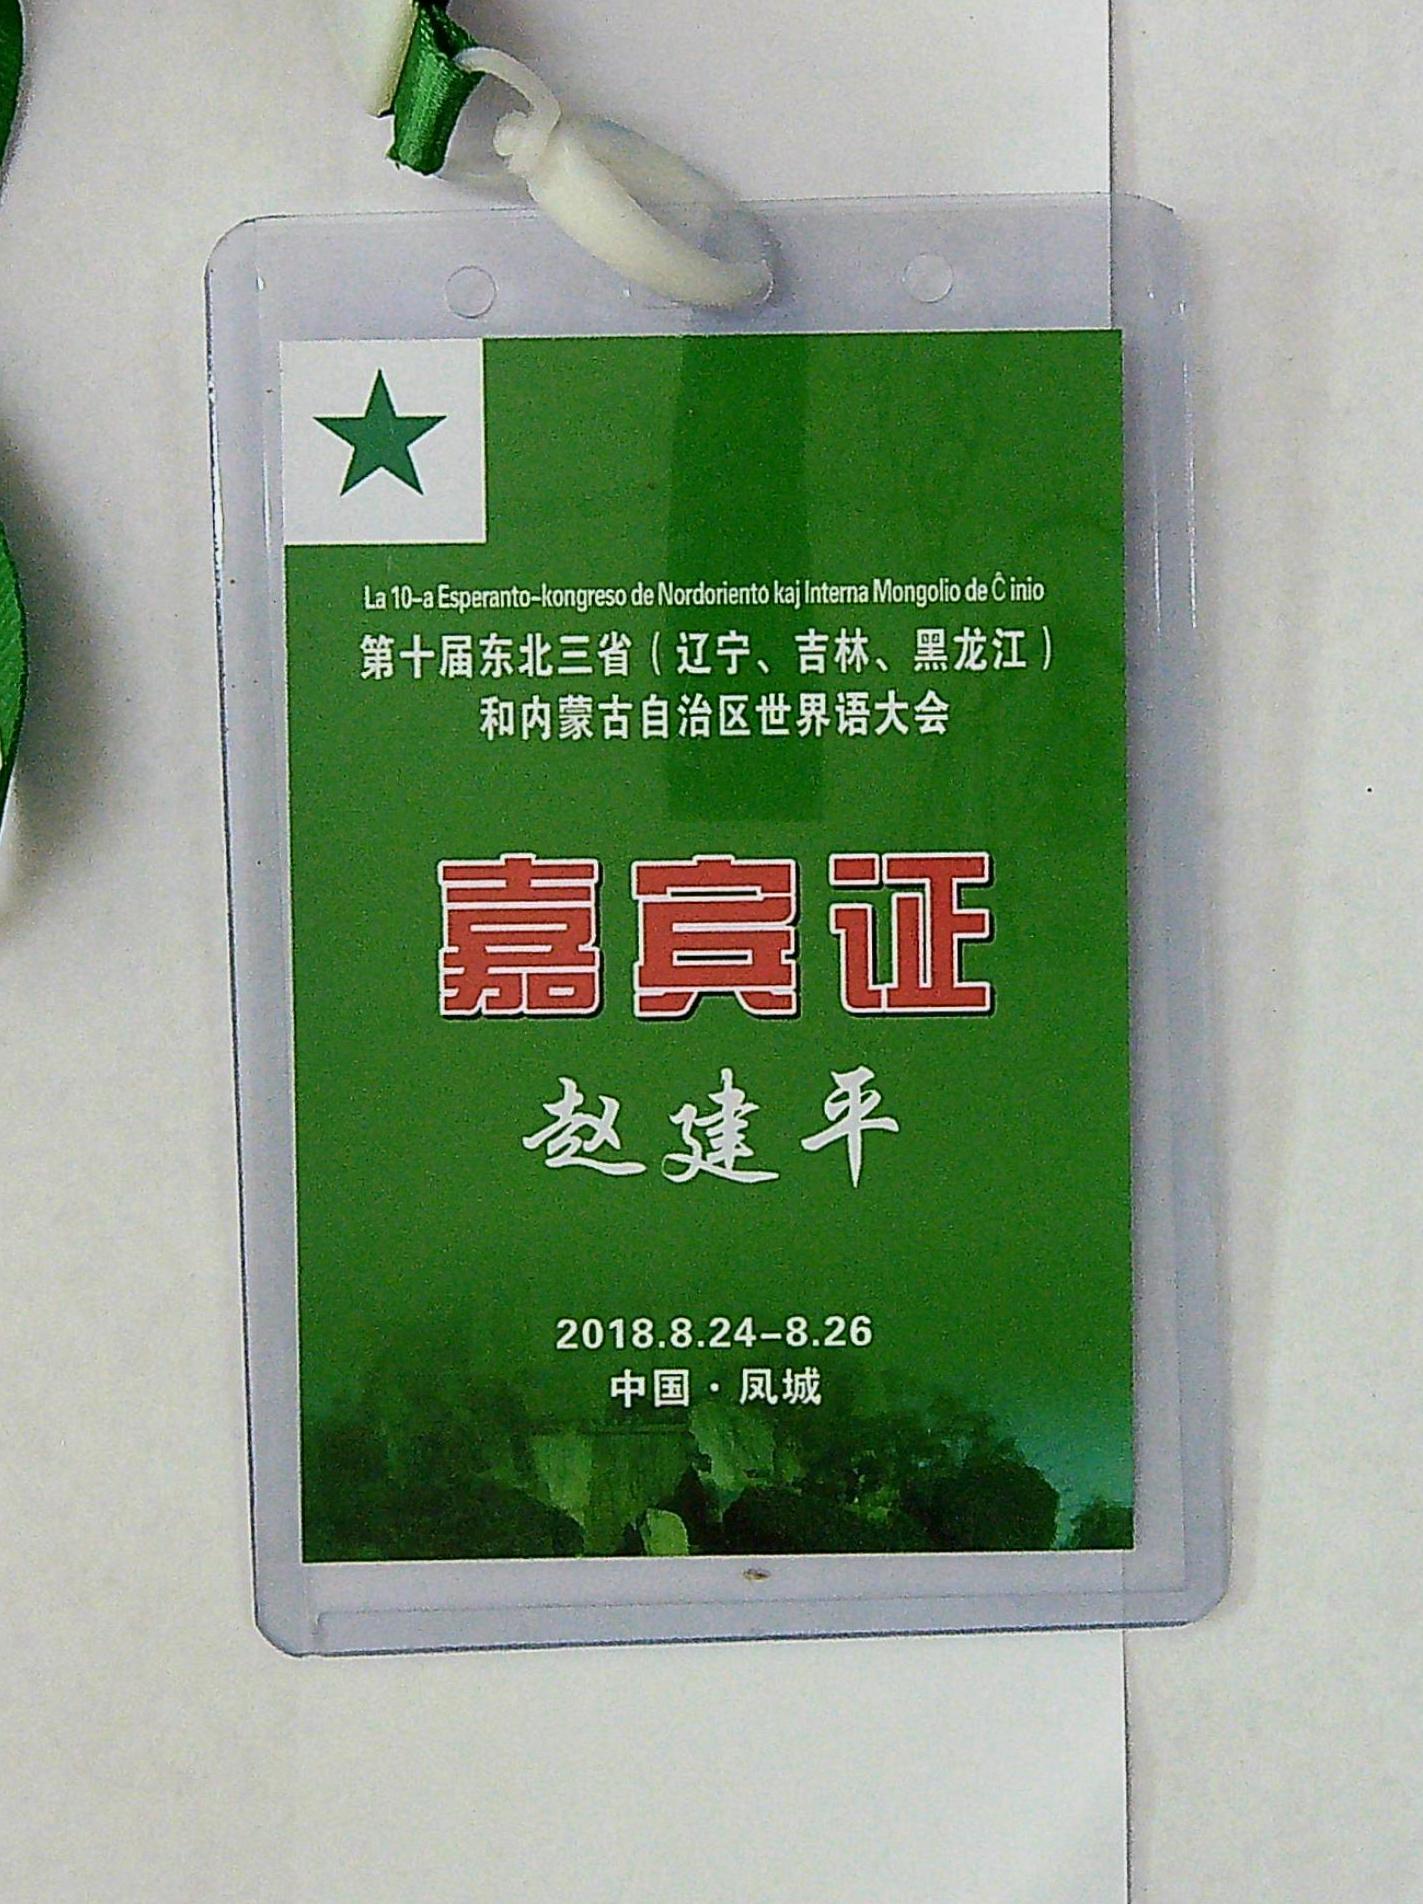 La 10-a Esperanto-kongreso de Nordoriento kaj Interna Mongolio de Ĉinio
第十届东北三省（辽宁、吉林、黑龙江）
和内蒙古自治区世界语大会
嘉宾证
赵建平
2018.8.24-8.26
中国·凤城